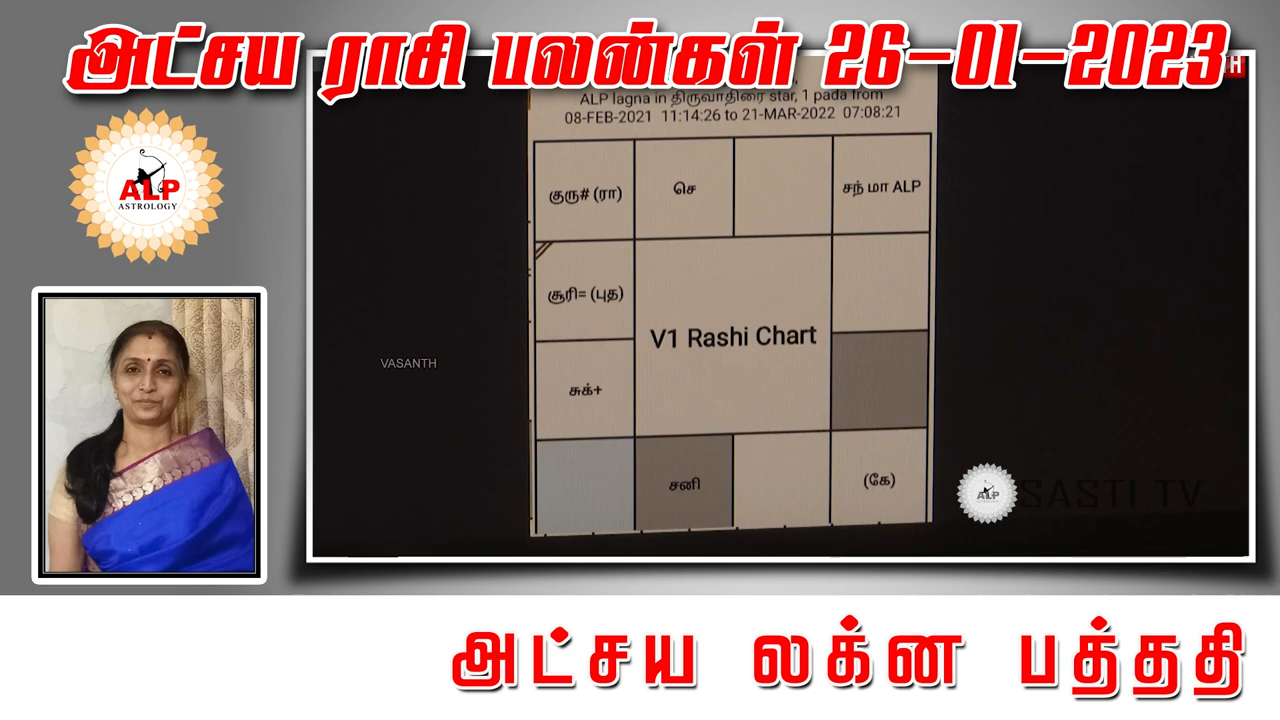 அட்சய ராசி பலன்கள் 26-01-2023
TH
ALP lagna in திருவாதிரை star, 1 pada from
08-FEB-2021 11:14:26 to 21-MAR-2022 07:08:21
ALP
ASTROLOGY
குரு# (ரா)
செ
சந் மா ALP
சூரி= (புத)
V1 Rashi Chart
சுக்+
VASANTH
சனி
(கே)
ALP
SASTI TV
அட்சய லக்ன பத்ததி